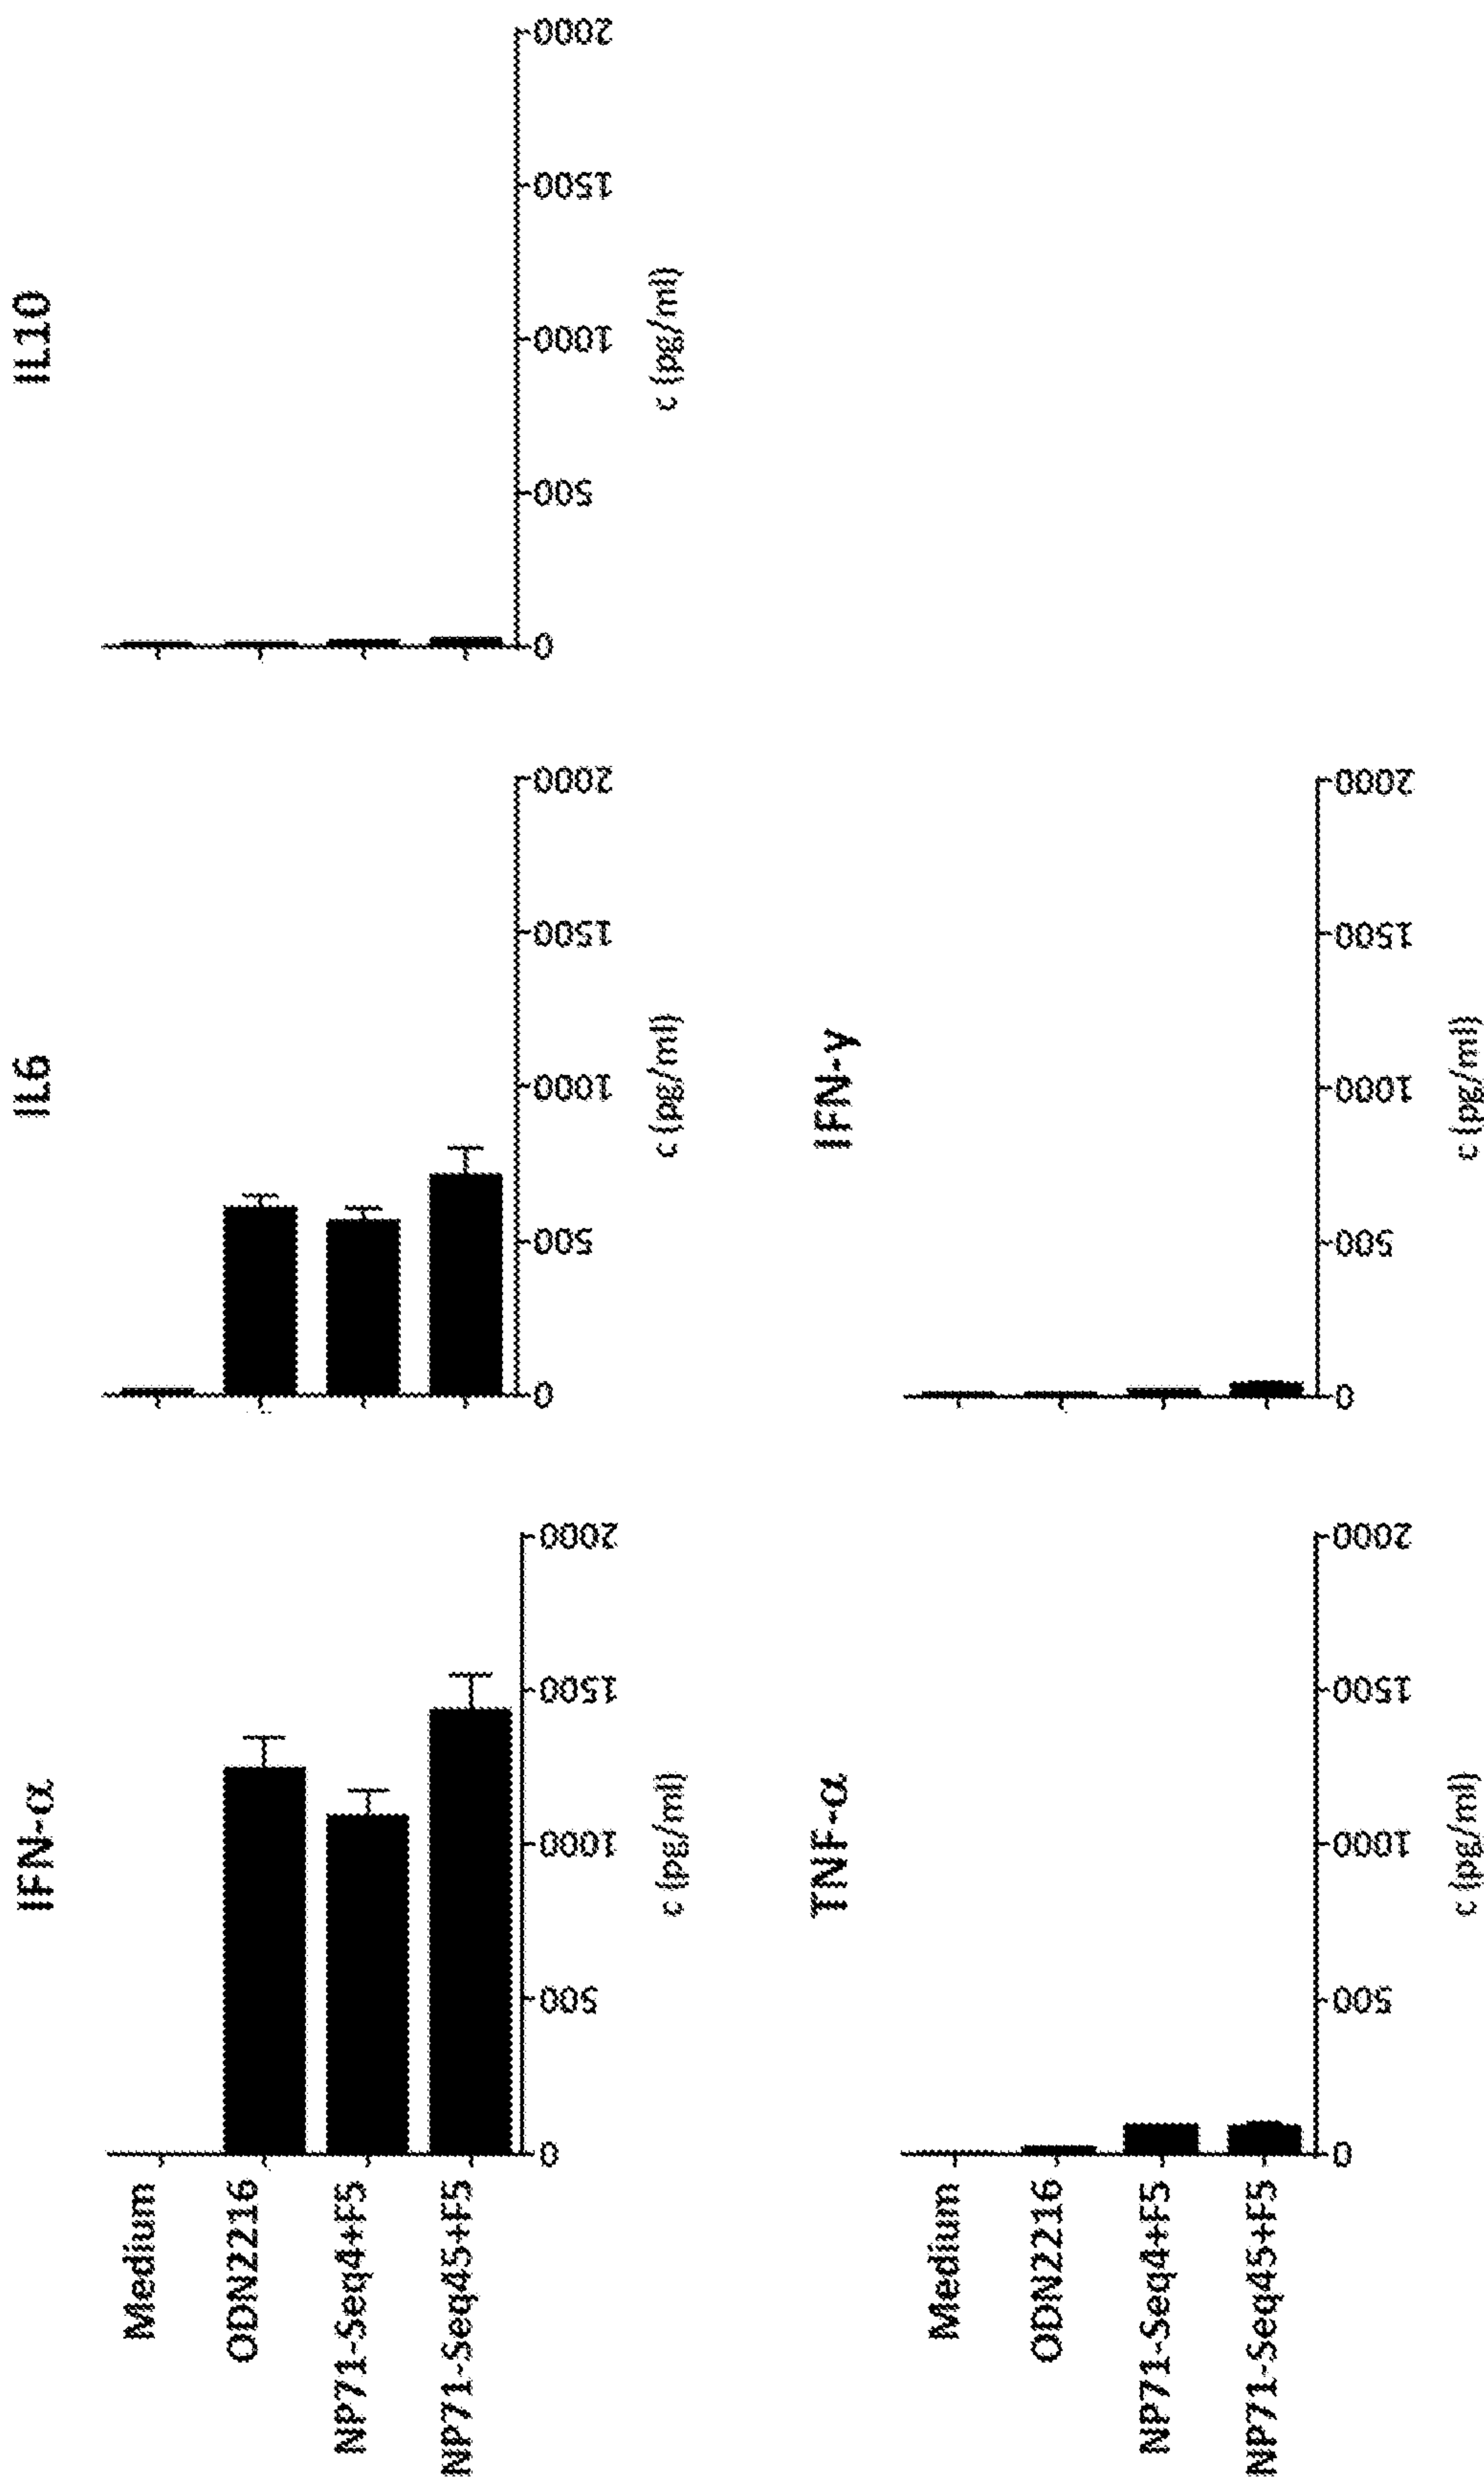 IFN-α
Medium
ODN2216
NP71-Seq4+F5
NP71-Seq45+F5
0
500
1000
1500
2000
c (pg/ml)
IL6
0
500
1000
1500
2000
c (pg/ml)
IL10
0
500
1000
1500
2000
c (pg/ml)
TNF-α
Medium
ODN2216
NP71-Seq4+F5
NP71-Seq45+F5
0
500
1000
1500
2000
c (pg/ml)
IFN-γ
0
500
1000
1500
2000
c (pg/ml)